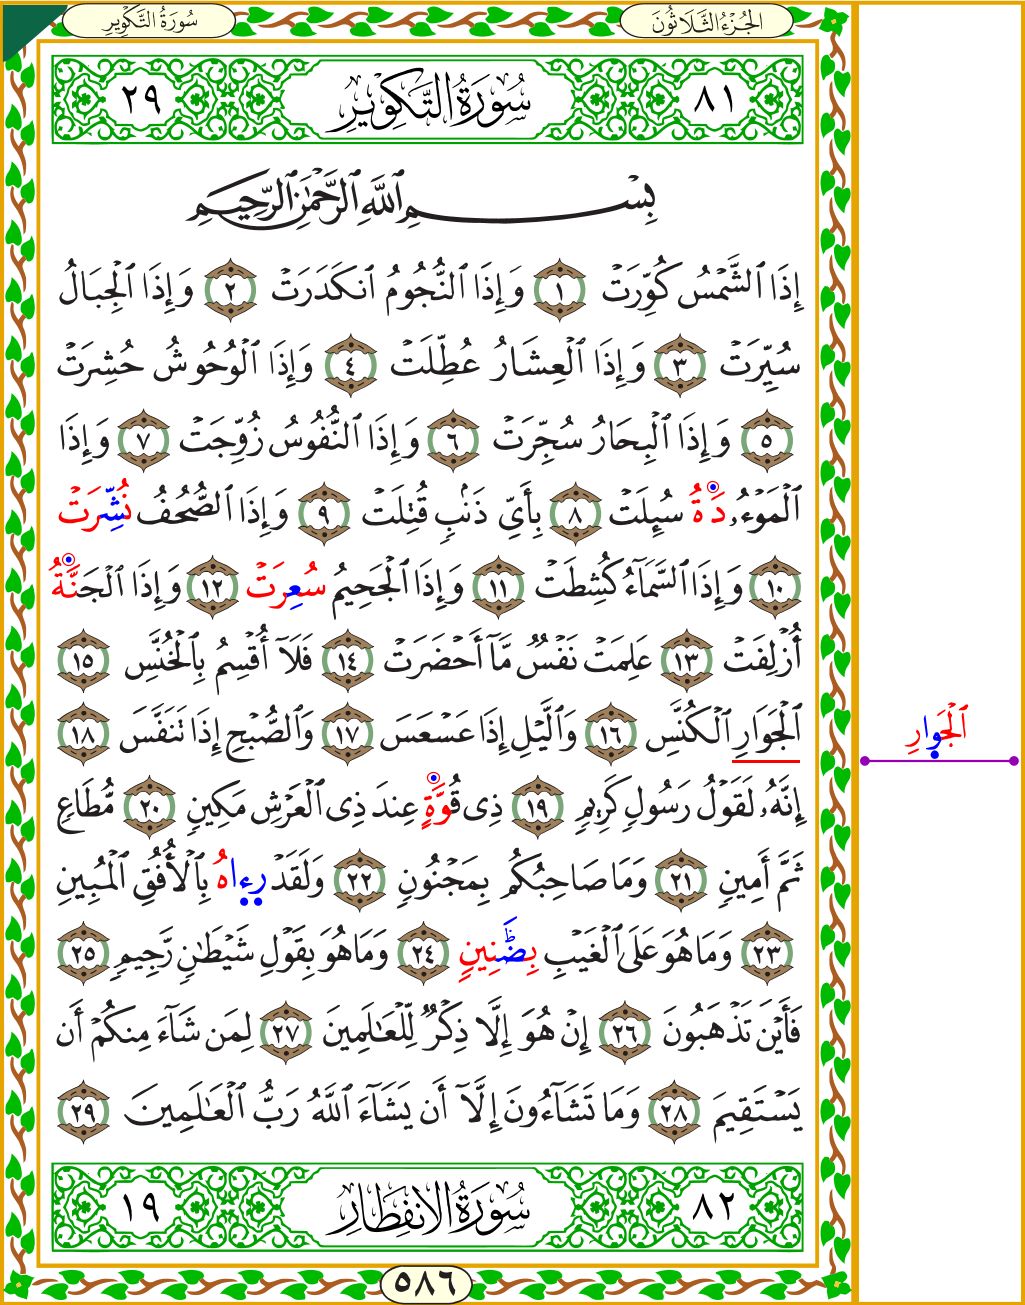 سُورَةُ التَّكْوِيرِ
الجُزْءُ الثَّلَاثُونَ
٨١ سُورَةُ التَّكْوِيرِ ٢٩
بِسْمِ ٱللَّهِ ٱلرَّحْمَٰنِ ٱلرَّحِيمِ
إِذَا ٱلشَّمْسُ كُوِّرَتْ ١ وَإِذَا ٱلنُّجُومُ ٱنكَدَرَتْ ٢ وَإِذَا ٱلْجِبَالُ
سُيِّرَتْ ٣ وَإِذَا ٱلْعِشَارُ عُطِّلَتْ ٤ وَإِذَا ٱلْوُحُوشُ حُشِرَتْ
٥ وَإِذَا ٱلْبِحَارُ سُجِّرَتْ ٦ وَإِذَا ٱلنُّفُوسُ زُوِّجَتْ ٧ وَإِذَا
ٱلْمَوْءُۥدَةُ سُئِلَتْ ٨ بِأَىِّ ذَنۢبٍ قُتِلَتْ ٩ وَإِذَا ٱلصُّحُفُ نُشِّرَتْ
١٠ وَإِذَا ٱلسَّمَآءُ كُشِطَتْ ١١ وَإِذَا ٱلْجَحِيمُ سُعِرَتْ ١٢ وَإِذَا ٱلْجَنَّةُ
أُزْلِفَتْ ١٣ عَلِمَتْ نَفْسٌ مَّآ أَحْضَرَتْ ١٤ فَلَآ أُقْسِمُ بِٱلْخُنَّسِ ١٥
ٱلْجَوَارِ ٱلْكُنَّسِ ١٦ وَٱلَّيْلِ إِذَا عَسْعَسَ ١٧ وَٱلصُّبْحِ إِذَا تَنَفَّسَ ١٨
ٱلْجَوارِ
إِنَّهُۥ لَقَوْلُ رَسُولٍ كَرِيمٍ ١٩ ذِى قُوَّةٍ عِندَ ذِى ٱلْعَرْشِ مَكِينٍ ٢٠ مُّطَاعٍ
ثَمَّ أَمِينٍ ٢١ وَمَا صَاحِبُكُم بِمَجْنُونٍ ٢٢ وَلَقَدْ رِءاهُ بِٱلْأُفُقِ ٱلْمُبِينِ
٢٣ وَمَا هُوَ عَلَى ٱلْغَيْبِ بِضَنِينٍ ٢٤ وَمَا هُوَ بِقَوْلِ شَيْطَٰنٍ رَّجِيمٍ ٢٥
فَأَيْنَ تَذْهَبُونَ ٢٦ إِنْ هُوَ إِلَّا ذِكْرٌ لِّلْعَٰلَمِينَ ٢٧ لِمَن شَآءَ مِنكُمْ أَن
يَسْتَقِيمَ ٢٨ وَمَا تَشَآءُونَ إِلَّآ أَن يَشَآءَ ٱللَّهُ رَبُّ ٱلْعَٰلَمِينَ ٢٩
٨٢ سُورَةُ الِانفِطَارِ ١٩
٥٨٦